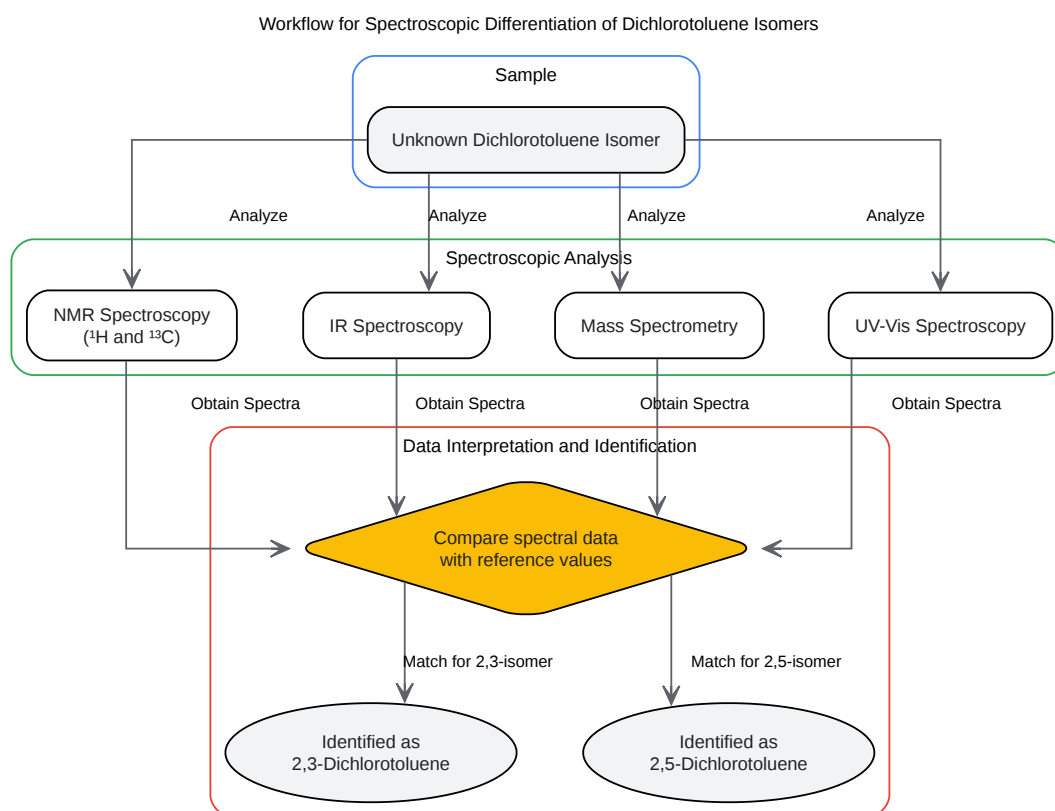 Workflow for Spectroscopic Differentiation of Dichlorotoluene Isomers
Sample
Unknown Dichlorotoluene Isomer
Analyze
Analyze
Analyze
Analyze
Spectroscopic Analysis
NMR Spectroscopy
(¹H and ¹³C)
IR Spectroscopy
Mass Spectrometry
UV-Vis Spectroscopy
Obtain Spectra
Obtain Spectra
Obtain Spectra
Obtain Spectra
Data Interpretation and Identification
Compare spectral data
with reference values
Match for 2,3-isomer
Match for 2,5-isomer
Identified as
2,3-Dichlorotoluene
Identified as
2,5-Dichlorotoluene